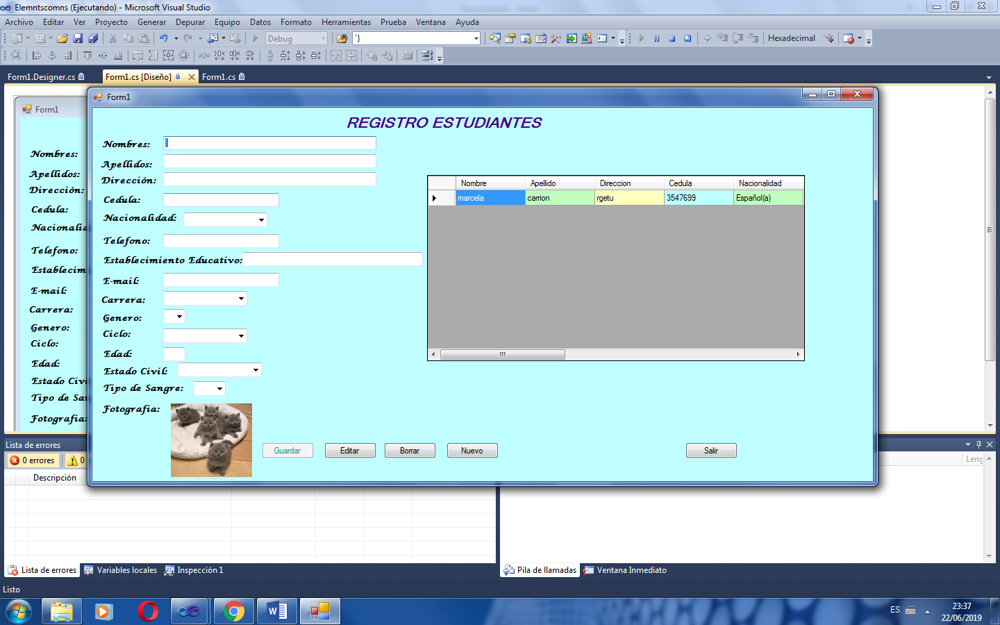 Elemntscomns (Ejecutando) - Microsoft Visual Studio
Archivo Editar Ver Proyecto Generar Depurar Equipo Datos Formato Herramientas Prueba Ventana Ayuda
Debug ¨} Hexadecimal
Form1.Designer.cs Form1.cs [Diseño] Form1.cs
Form1
Nombres:
Apellidos:
Dirección:
Cedula:
Nacionalid
Telefono:
Establecim
E-mail:
Carrera:
Genero:
Ciclo:
Edad:
Estado Civi
Tipo de San
Fotografia:
Form1
REGISTRO ESTUDIANTES
Nombres:
Apellidos:
Dirección:
Cedula:
Nacionalidad:
Telefono:
Establecimiento Educativo:
E-mail:
Carrera:
Genero:
Ciclo:
Edad:
Estado Civil:
Tipo de Sangre:
Fotografia:
Nombre Apellido Direccion Cedula Nacionalidad
marcela carrion rgetu 3547699 Español(a)
Guardar Editar Borrar Nuevo Salir
Lista de errores
0 errores 0
Descripción
Leng
Lista de errores Variables locales Inspección 1
Pila de llamadas Ventana Inmediato
Listo
ES 23:37
22/06/2019